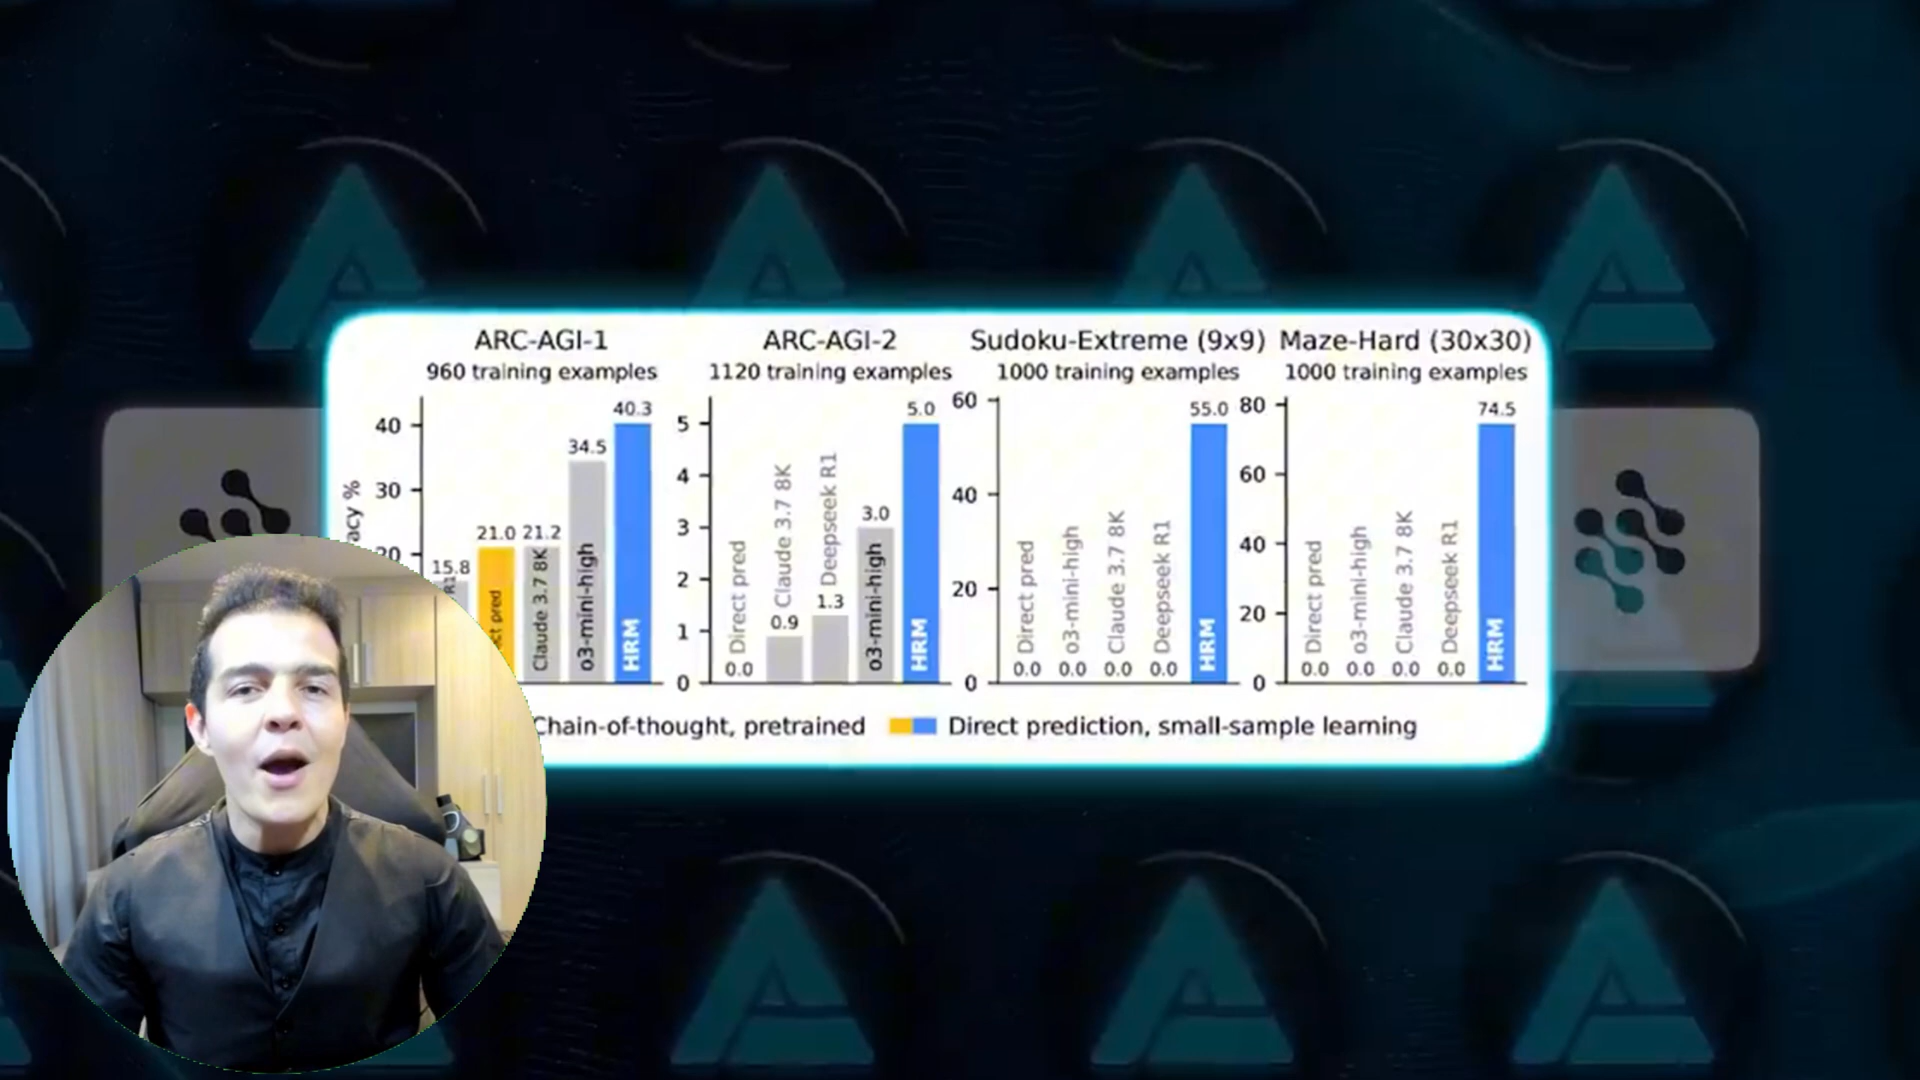 ARC-AGI-1
960 training examples
ARC-AGI-2
1120 training examples
Sudoku-Extreme (9x9)
1000 training examples
Maze-Hard (30x30)
1000 training examples
40
30
20
15.8
21.0
21.2
34.5
40.3
Claude 3.7 8K
o3-mini-high
HRM
5
4
3
2
1
0
0.0
0.9
1.3
3.0
5.0
Direct pred
Claude 3.7 8K
Deepseek R1
o3-mini-high
HRM
60
40
20
0
0.0
0.0
0.0
0.0
55.0
Direct pred
o3-mini-high
Claude 3.7 8K
Deepseek R1
HRM
80
60
40
20
0
0.0
0.0
0.0
0.0
74.5
Direct pred
o3-mini-high
Claude 3.7 8K
Deepseek R1
HRM
Chain-of-thought, pretrained
Direct prediction, small-sample learning